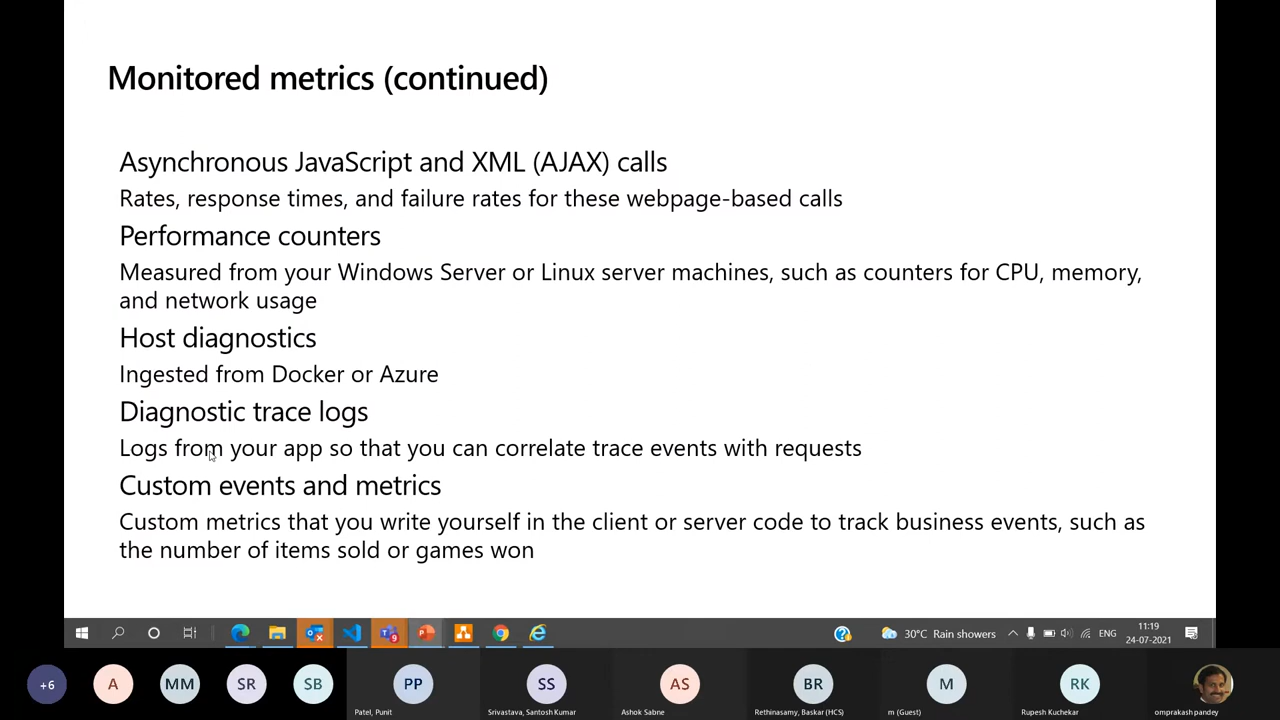 Monitored metrics (continued)
Asynchronous JavaScript and XML (AJAX) calls
Rates, response times, and failure rates for these webpage-based calls
Performance counters
Measured from your Windows Server or Linux server machines, such as counters for CPU, memory,
and network usage
Host diagnostics
Ingested from Docker or Azure
Diagnostic trace logs
Logs from your app so that you can correlate trace events with requests
Custom events and metrics
Custom metrics that you write yourself in the client or server code to track business events, such as
the number of items sold or games won
9
30°C Rain showers
ENG
11:19
24-07-2021
+6
A
MM
SR
SB
PP
SS
AS
BR
M
RK
Patel, Punit
Srivastava, Santosh Kumar
Ashok Sabne
Rethinasamy, Baskar (HCS)
m (Guest)
Rupesh Kuchekar
omprakash pandey